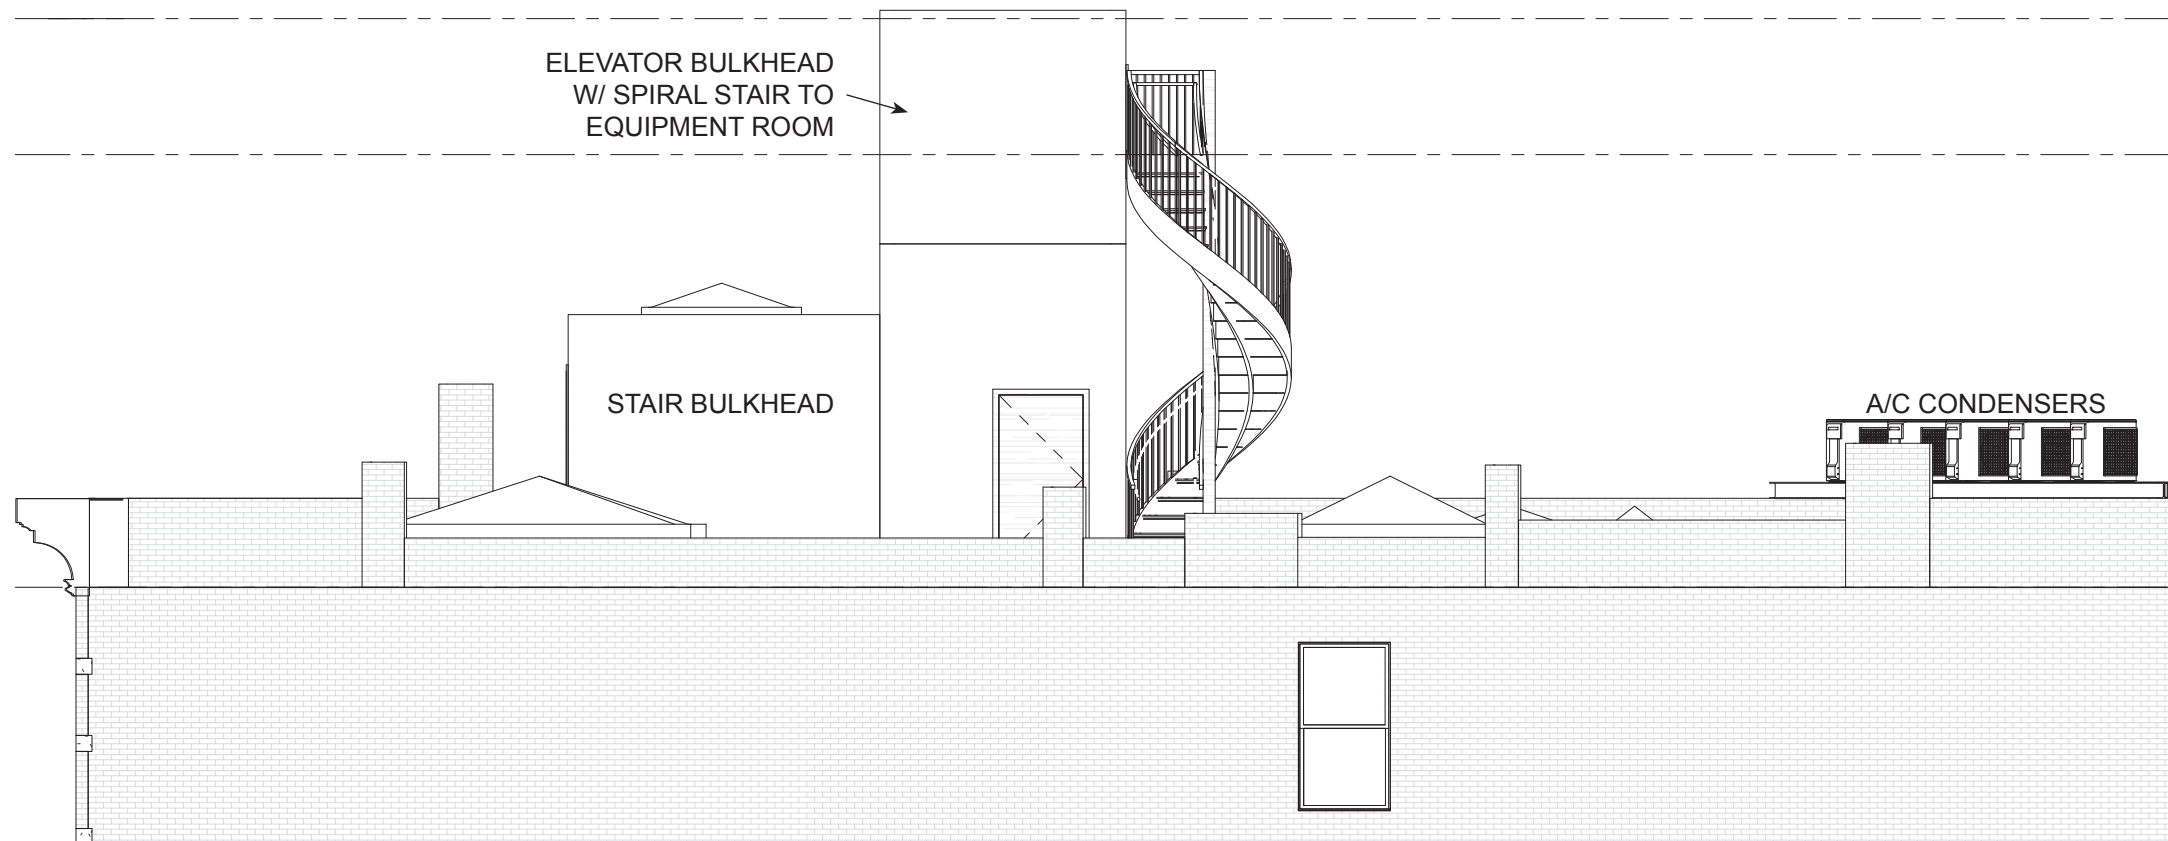 ELEVATOR BULKHEAD
W/ SPIRAL STAIR TO
EQUIPMENT ROOM
STAIR BULKHEAD
A/C CONDENSERS